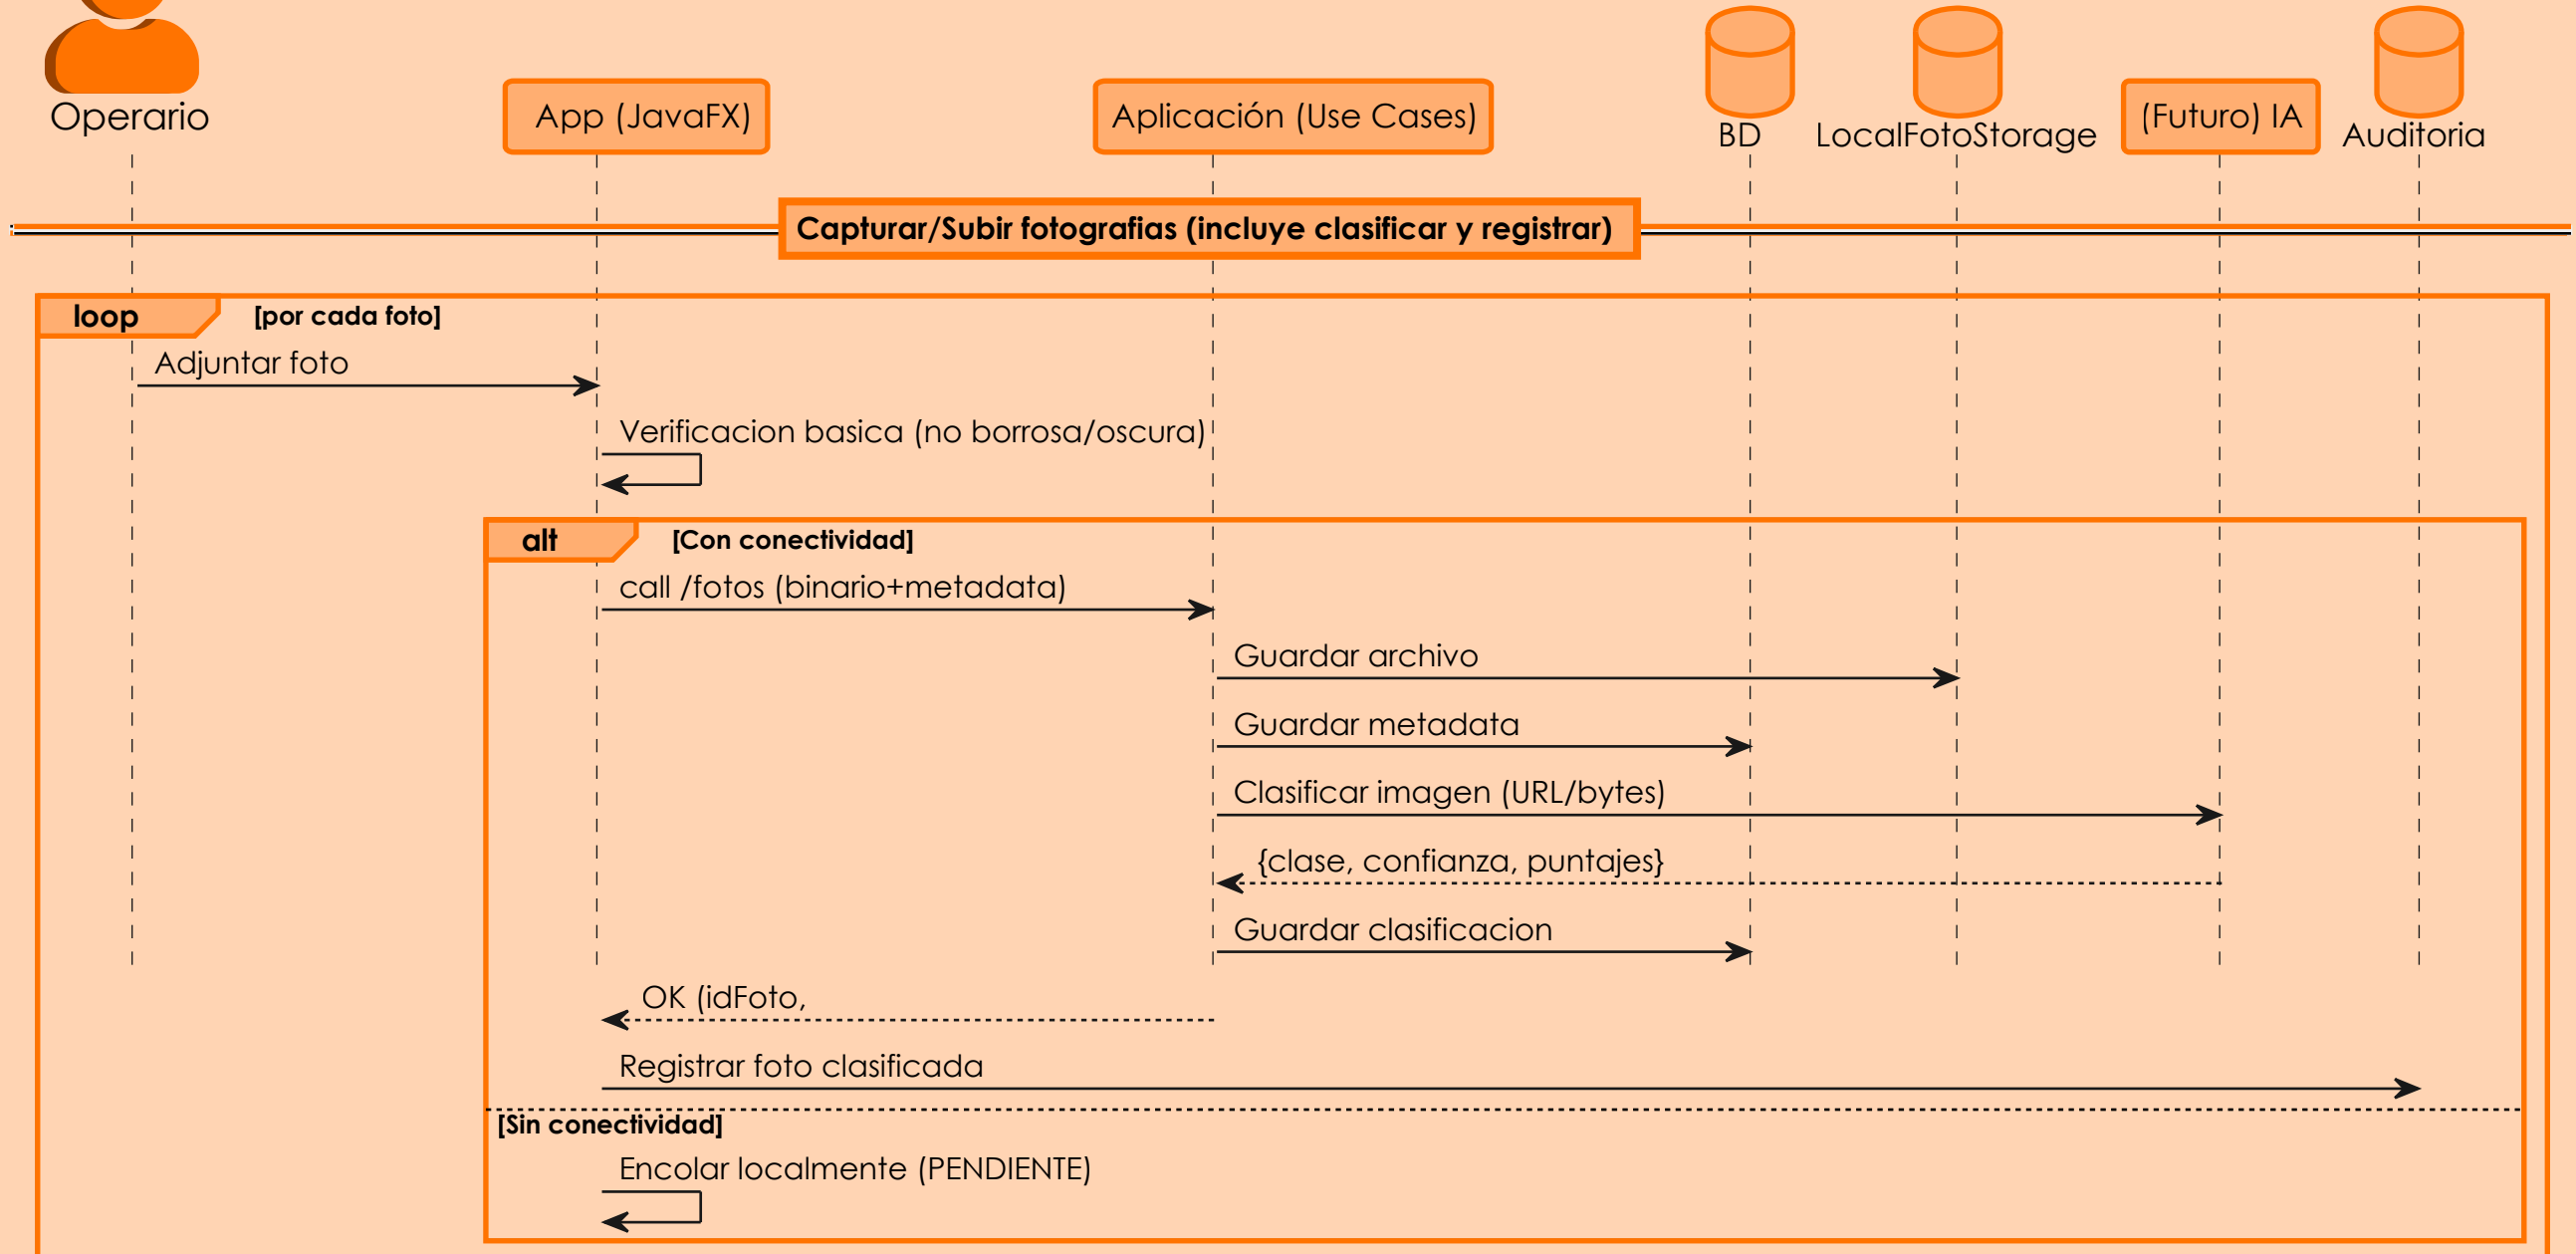 Operario
App (JavaFX)
Aplicación (Use Cases)
BD
LocalFotoStorage
(Futuro) IA
Auditoria
Capturar/Subir fotografias (incluye clasificar y registrar)
loop [por cada foto]
Adjuntar foto
Verificacion basica (no borrosa/oscura)
alt [Con conectividad]
call /fotos (binario+metadata)
Guardar archivo
Guardar metadata
Clasificar imagen (URL/bytes)
{clase, confianza, puntajes}
Guardar clasificacion
OK (idFoto,
Registrar foto clasificada
[Sin conectividad]
Encolar localmente (PENDIENTE)